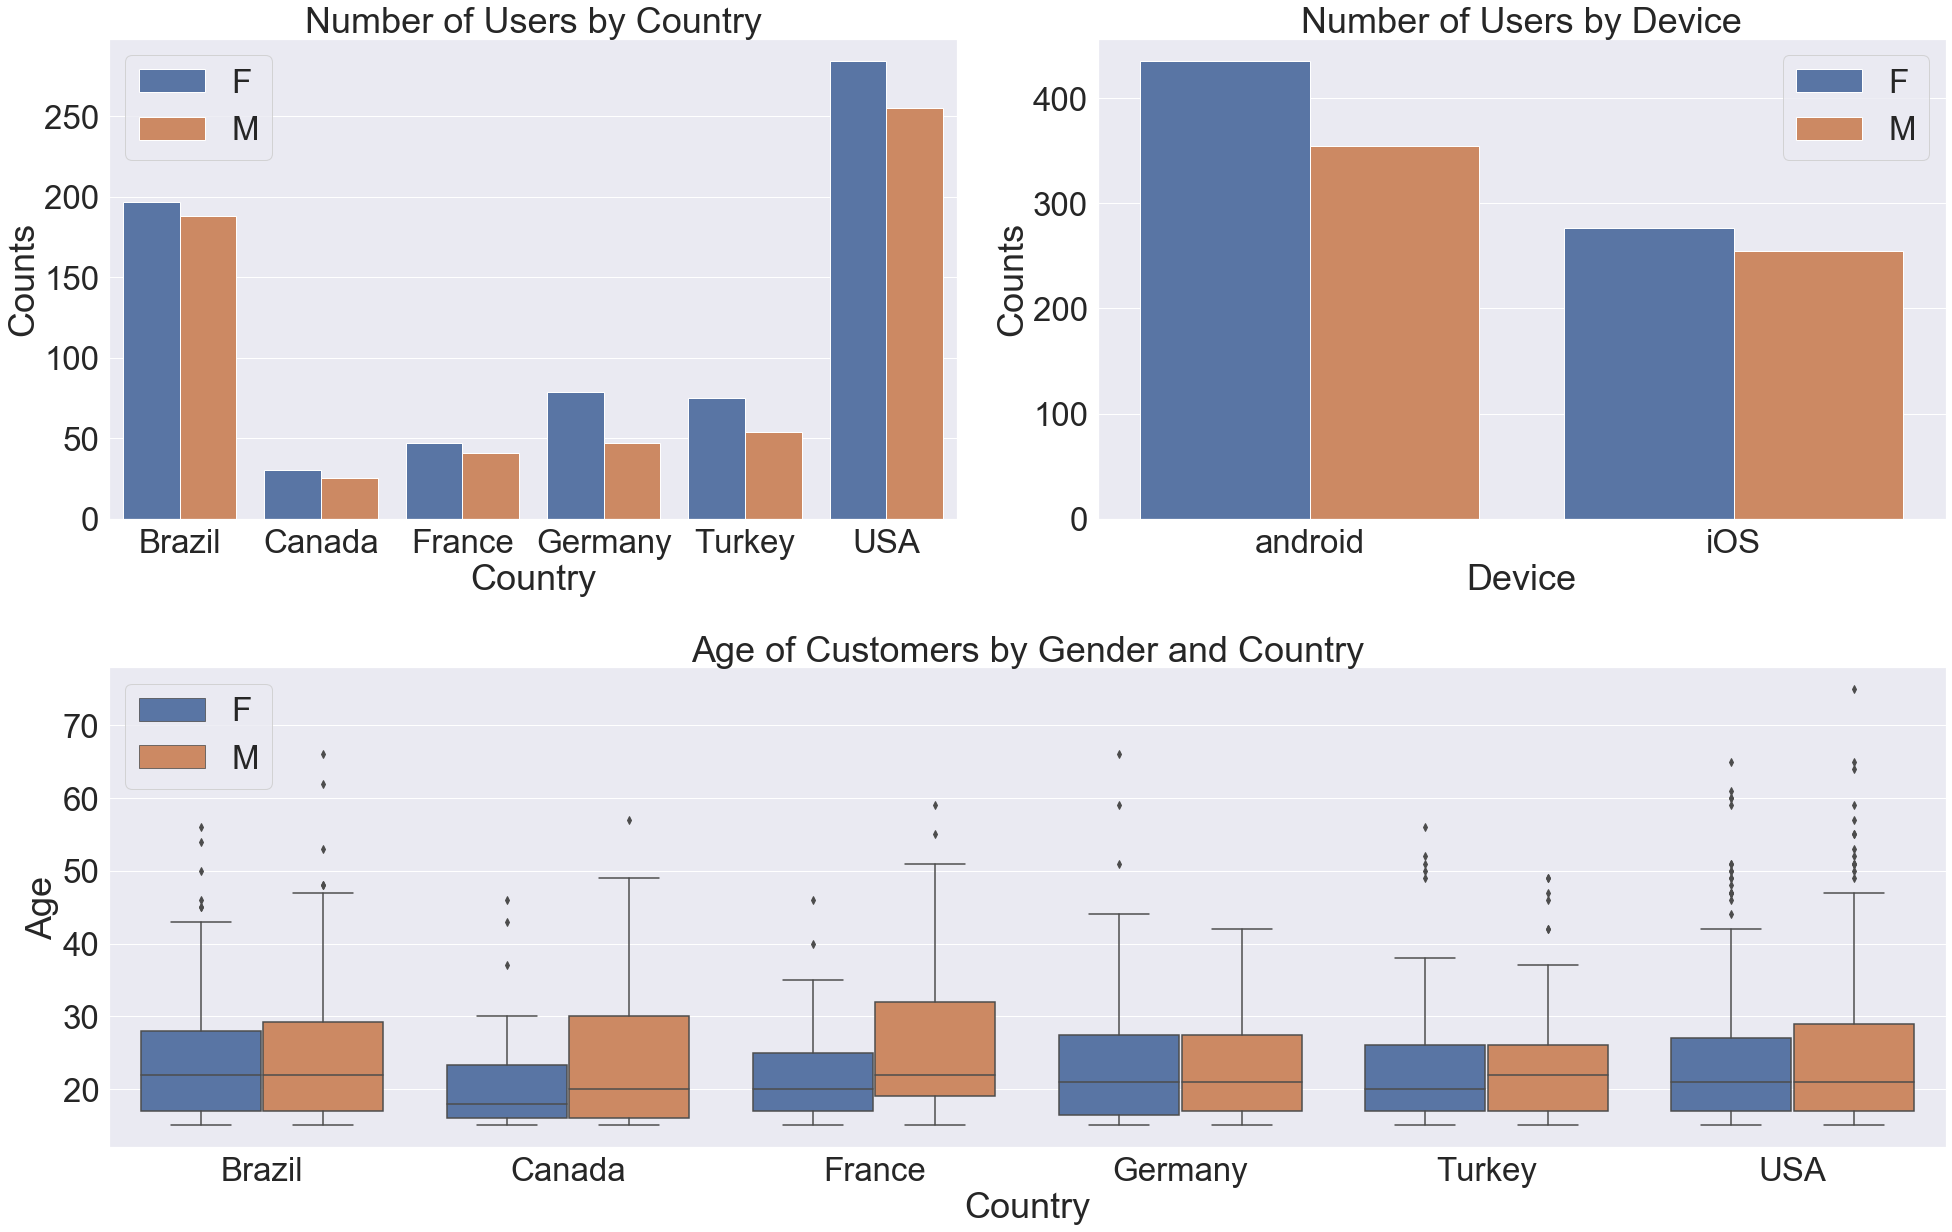 Number of Users by Country
F
M
250
200
150
100
50
0
Counts
Brazil Canada France Germany Turkey USA
Country
Number of Users by Device
F
M
400
300
200
100
0
Counts
android iOS
Device
Age of Customers by Gender and Country
F
M
70
60
50
40
30
20
Age
Brazil Canada France Germany Turkey USA
Country